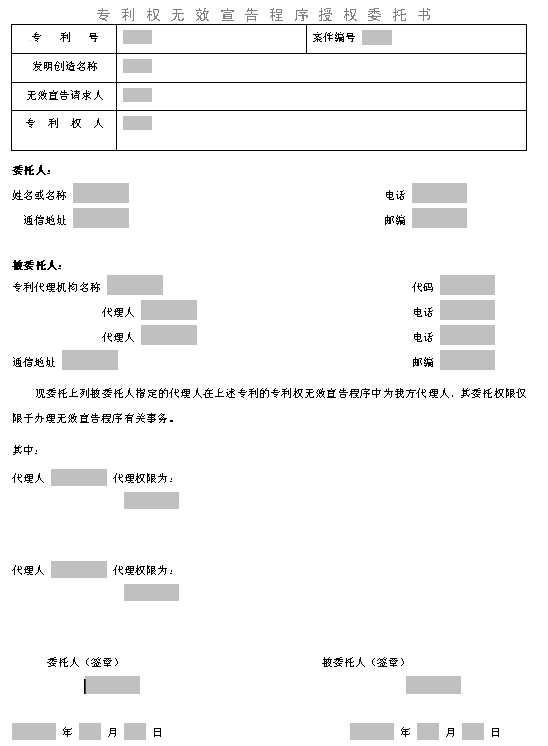 专利权无效宣告程序授权委托书
专利号 案件编号
发明创造名称
无效宣告请求人
专利权人
委托人：
姓名或名称 电话
通信地址 邮编
被委托人：
专利代理机构名称 代码
代理人 电话
代理人 电话
通信地址 邮编
现委托上列被委托人指定的代理人在上述专利的专利权无效宣告程序中为我方代理人，其委托权限仅
限于办理无效宣告程序有关事务。
其中：
代理人 代理权限为：
代理人 代理权限为：
委托人（签章） 被委托人（签章）
年 月 日 年 月 日